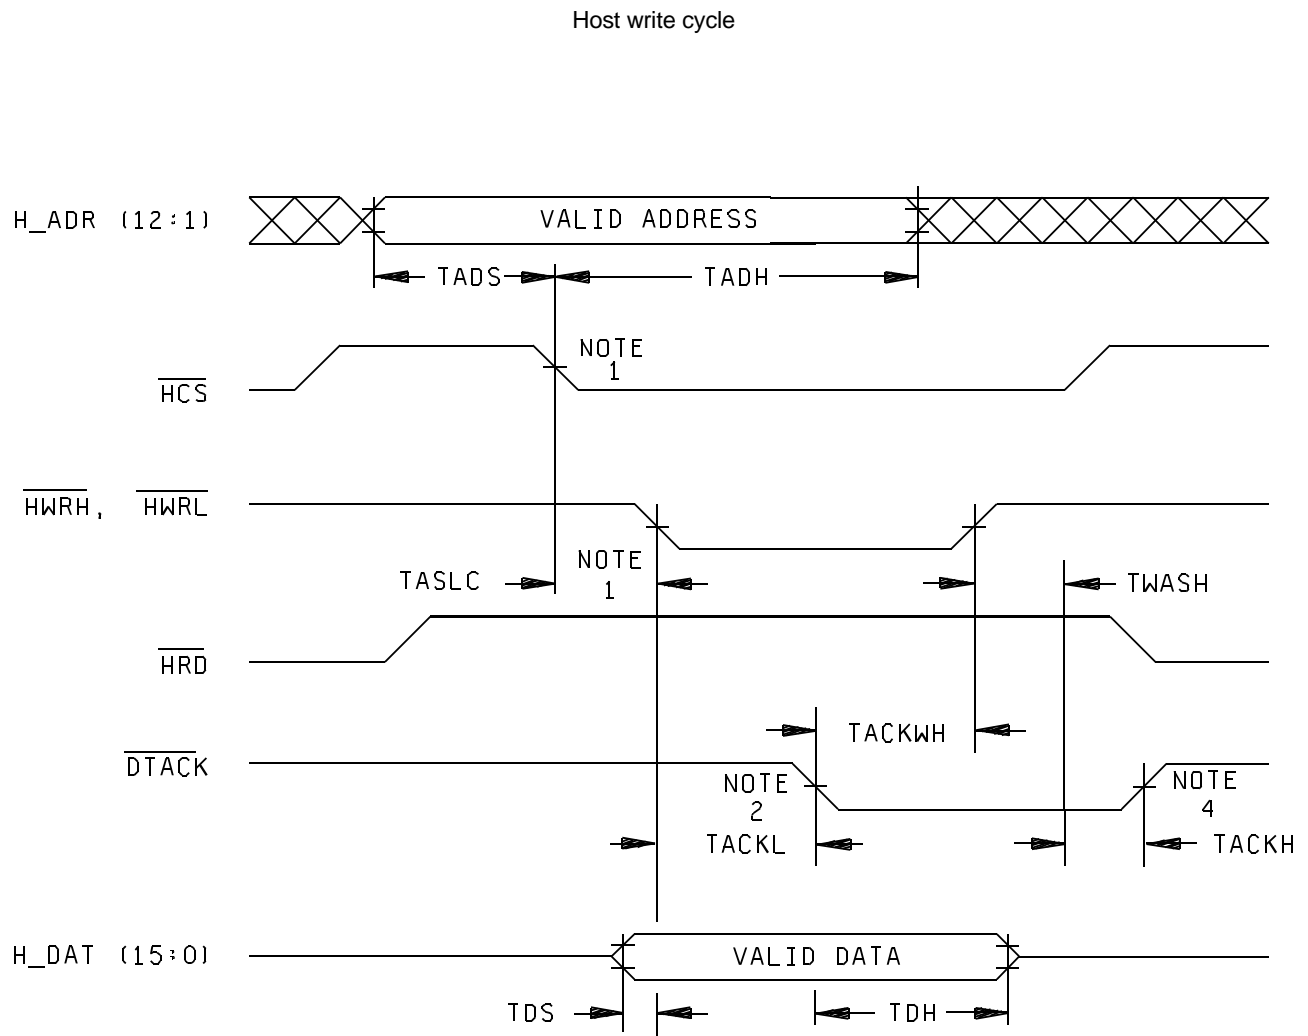 Host write cycle
H_ADR (12:1)
VALID ADDRESS
TADS
TADH
HCS
NOTE
1
HWRH, HWRL
TASLC
NOTE
1
TWASH
HRD
TACKWH
DTACK
NOTE
2
NOTE
4
TACKL
TACKH
H_DAT (15:0)
VALID DATA
TDS
TDH